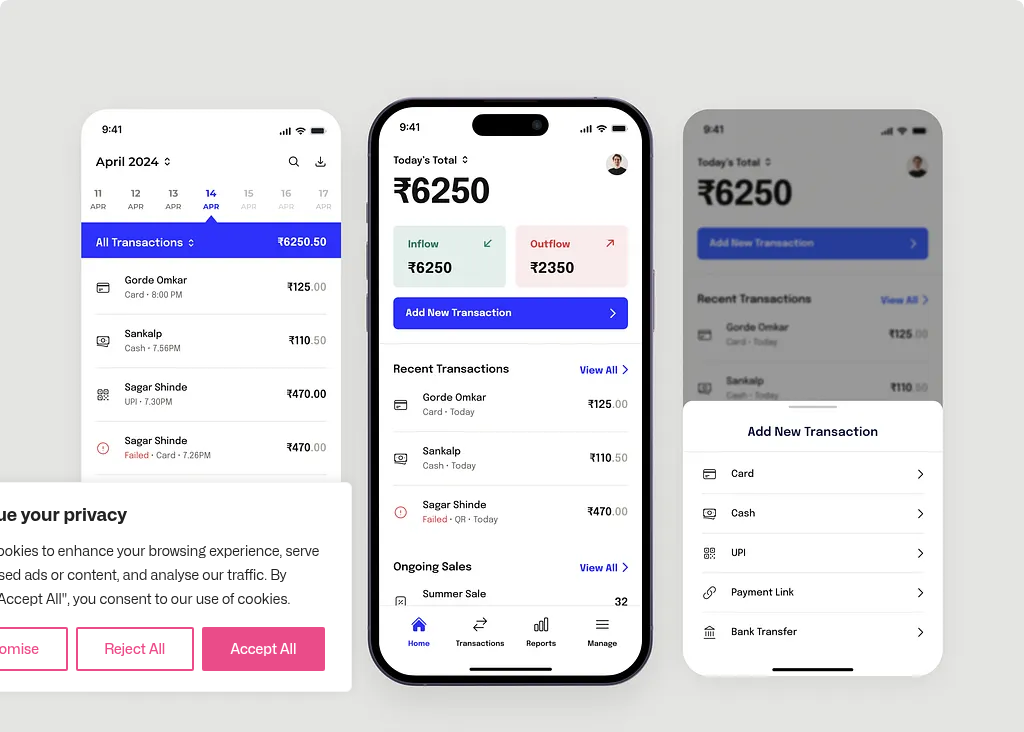 9:41
April 2024
11 12 13 14 15 16 17
APR APR APR APR APR APR APR
All Transactions ₹6250.50
Gorde Omkar
Card • 8:00 PM
₹125.00
Sankalp
Cash • 7.56PM
₹110.50
Sagar Shinde
UPI • 7.30PM
₹470.00
Sagar Shinde
Failed • Card • 7.26PM
₹470.00
ue your privacy
ookies to enhance your browsing experience, serve
sed ads or content, and analyse our traffic. By
Accept All", you consent to our use of cookies.
omise
Reject All
Accept All
9:41
Today's Total
₹6250
Inflow
₹6250
Outflow
₹2350
Add New Transaction
Recent Transactions
View All
Gorde Omkar
Card • Today
₹125.00
Sankalp
Cash • Today
₹110.50
Sagar Shinde
Failed • QR • Today
₹470.00
Ongoing Sales
View All
Summer Sale
32
Home
Transactions
Reports
Manage
9:41
Today's Total
₹6250
Add New Transaction
Recent Transactions
View All
Gorde Omkar
Card • Today
₹125.00
Sankalp
Cash • Today
₹110.50
Add New Transaction
Card
Cash
UPI
Payment Link
Bank Transfer